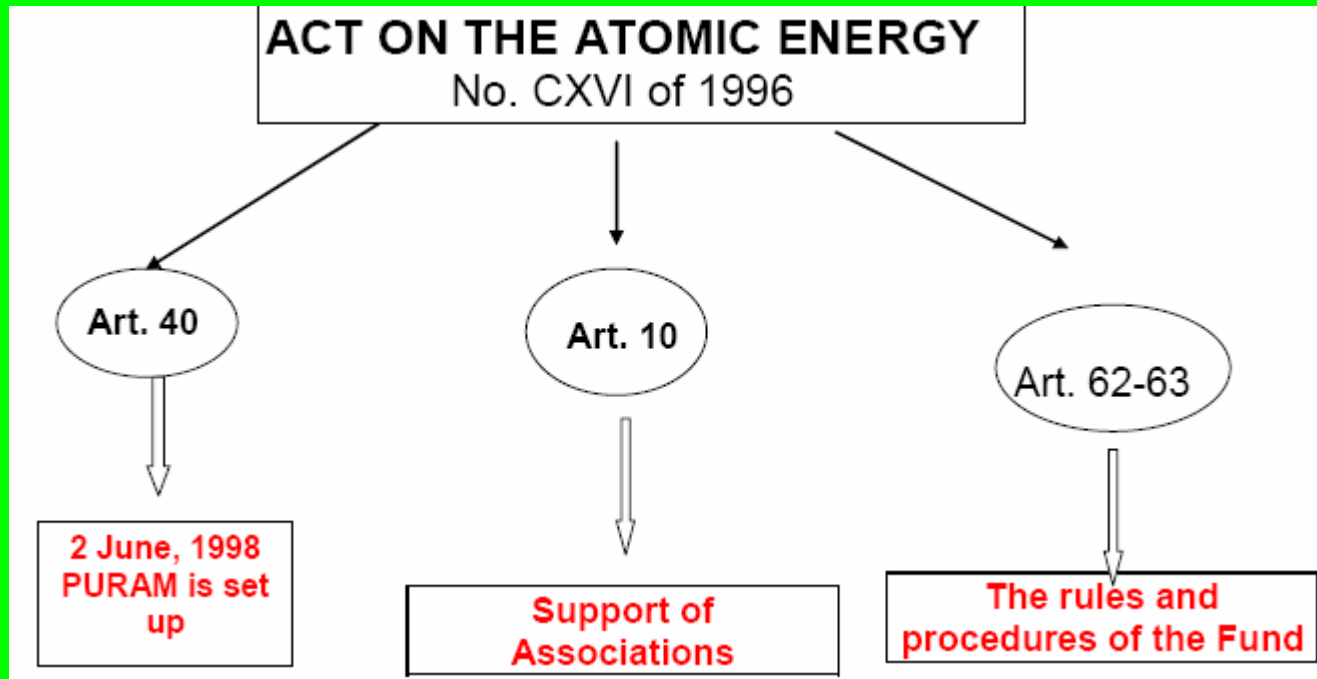 ACT ON THE ATOMIC ENERGY
No. CXVI of 1996
Art. 40
Art. 10
Art. 62-63
2 June, 1998
PURAM is set
up
Support of
Associations
The rules and
procedures of the Fund